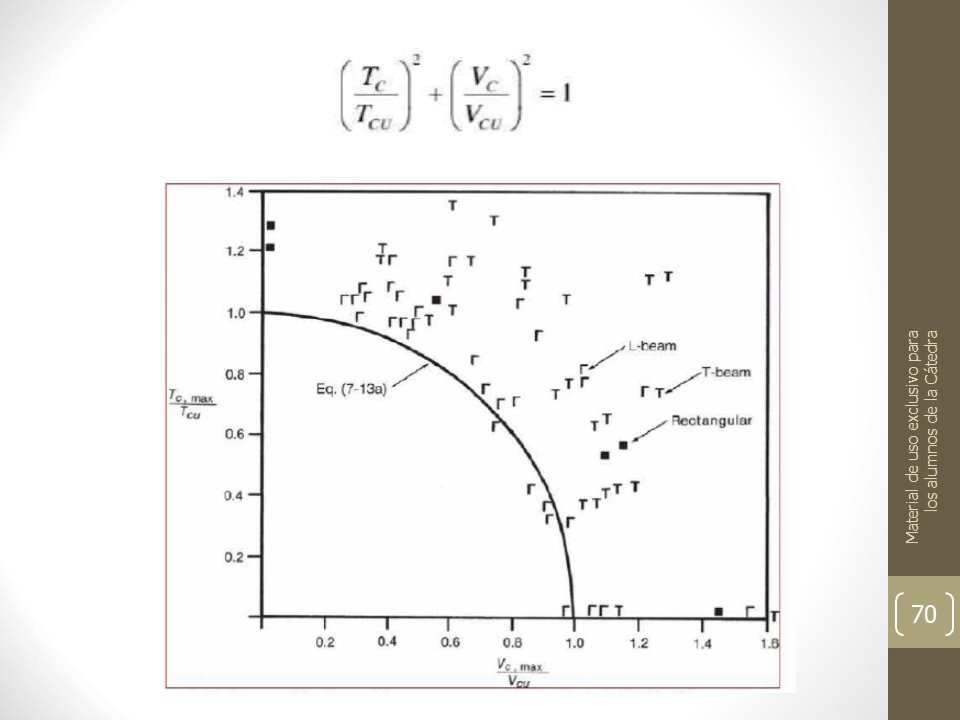 (T_C / T_CU)² + (V_C / V_CU)² = 1
1.4
1.2
1.0
0.8
0.6
0.4
0.2
T_c, max / T_cu
Eq. (7-13a)
L-beam
T-beam
Rectangular
0.2 0.4 0.6 0.8 1.0 1.2 1.4 1.6
V_c, max / V_cu
Material de uso exclusivo para
los alumnos de la Cátedra
70